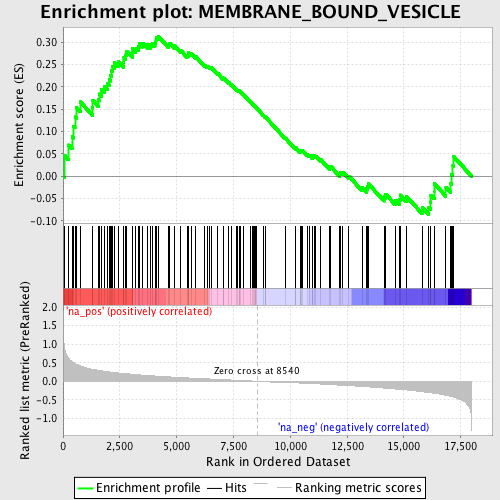 Enrichment plot: MEMBRANE_BOUND_VESICLE
Enrichment score (ES)
0.30
0.25
0.20
0.15
0.10
0.05
0.00
-0.05
-0.10
'na_pos' (positively correlated)
Ranked list metric (PreRanked)
2.0
1.5
1.0
0.5
0.0
-0.5
-1.0
Zero cross at 8540
'na_neg' (negatively correlated)
0 2,500 5,000 7,500 10,000 12,500 15,000 17,500
Rank in Ordered Dataset
Enrichment profile Hits Ranking metric scores